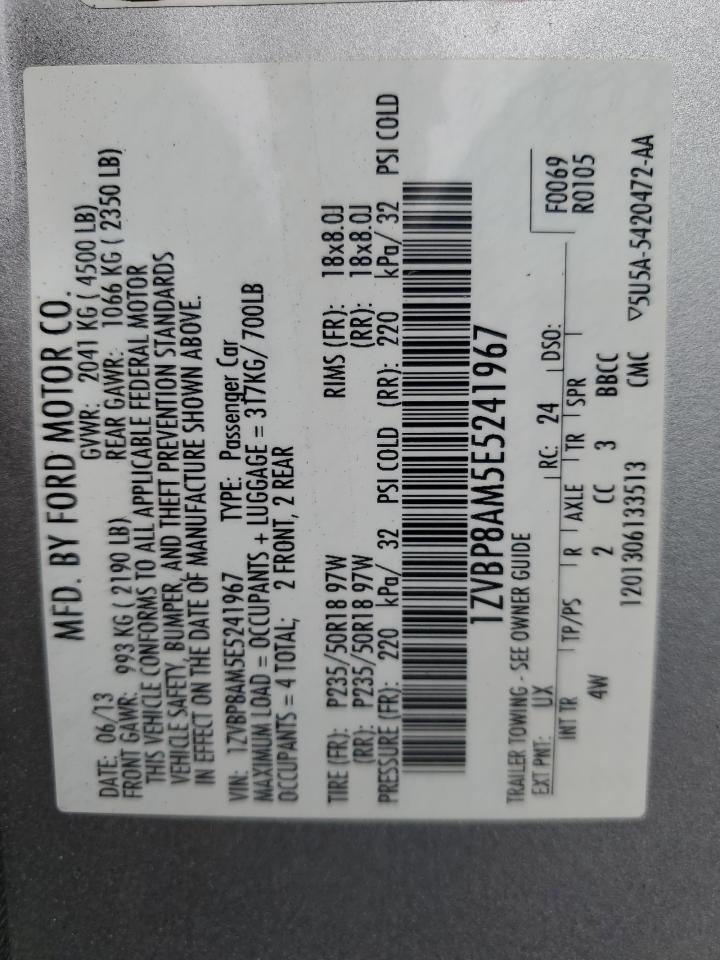 MFD. BY FORD MOTOR CO.
DATE: 06/13 GVWR: 2041 KG ( 4500 LB)
FRONT GAWR: 993 KG ( 2190 LB) REAR GAWR: 1066 KG ( 2350 LB)
THIS VEHICLE CONFORMS TO ALL APPLICABLE FEDERAL MOTOR
VEHICLE SAFETY, BUMPER, AND THEFT PREVENTION STANDARDS
IN EFFECT ON THE DATE OF MANUFACTURE SHOWN ABOVE.
VIN: 1ZVBP8AM5E5241967 TYPE: Passenger Car
MAXIMUM LOAD = OCCUPANTS + LUGGAGE = 317KG/ 700LB
OCCUPANTS = 4 TOTAL; 2 FRONT, 2 REAR
TIRE (FR): P235/50R18 97W RIMS (FR): 18x8.0J
(RR): P235/50R18 97W (RR): 18x8.0J
PRESSURE (FR): 220 kPa/ 32 PSI COLD (RR): 220 kPa/ 32 PSI COLD
1ZVBP8AM5E5241967
TRAILER TOWING - SEE OWNER GUIDE
F0069
EXT PNT: UX RC: 24 DSO: R0105
INT TR TP/PS R AXLE TR SPR
4W 2 CC 3 BBCC
1201306133513 CMC ▽5U5A-5420472-AA